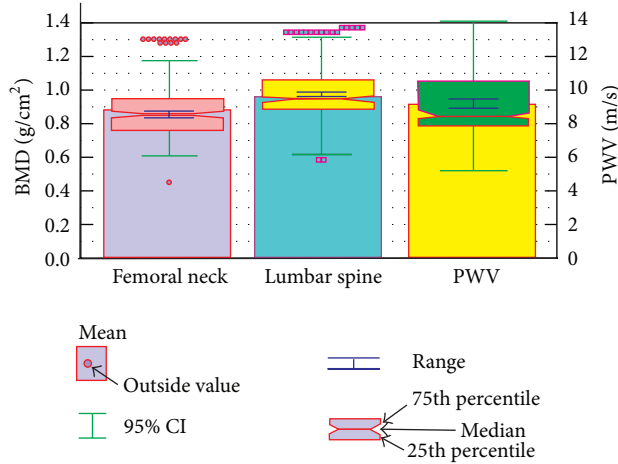 1.4
1.2
1.0
0.8
0.6
0.4
0.2
0.0
BMD (g/cm²)
14
12
10
8
6
4
2
0
PWV (m/s)
Femoral neck
Lumbar spine
PWV
Mean
Outside value
95% CI
Range
75th percentile
Median
25th percentile